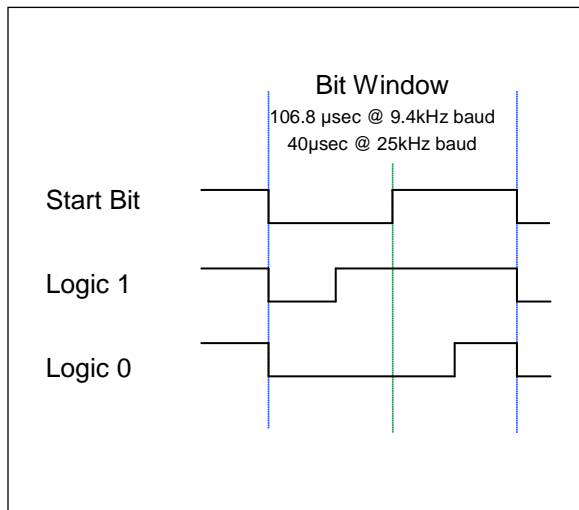 Bit Window
106.8 µsec @ 9.4kHz baud
40µsec @ 25kHz baud
Start Bit
Logic 1
Logic 0